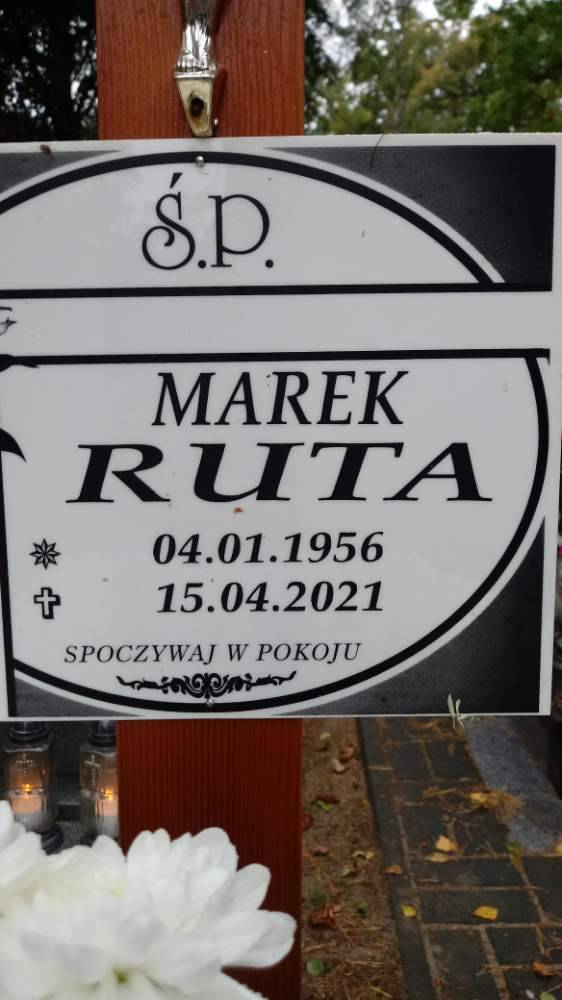 Ś.P.
MAREK
RUTA
04.01.1956
15.04.2021
SPOCZYWAJ W POKOJU